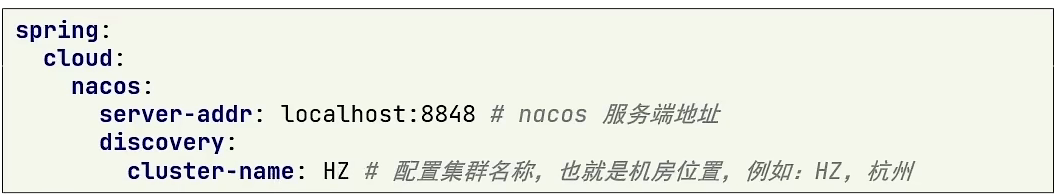 spring:
  cloud:
    nacos:
      server-addr: localhost:8848 # nacos 服务端地址
      discovery:
        cluster-name: HZ # 配置集群名称，也就是机房位置，例如：HZ，杭州